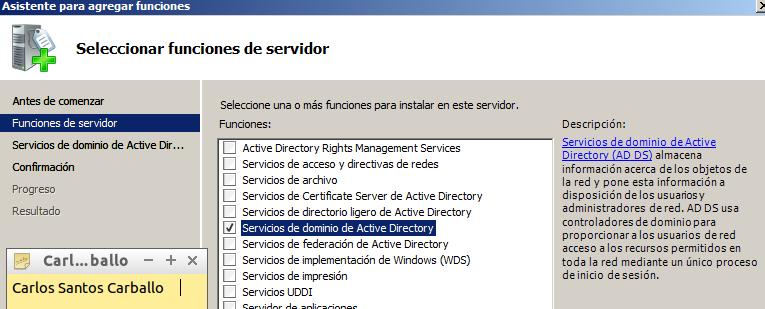 Asistente para agregar funciones
Seleccionar funciones de servidor
Antes de comenzar
Funciones de servidor
Servicios de dominio de Active Dir...
Confirmación
Progreso
Resultado
Seleccione una o más funciones para instalar en este servidor.
Funciones:
Active Directory Rights Management Services
Servicios de acceso y directivas de redes
Servicios de archivo
Servicios de Certificate Server de Active Directory
Servicios de directorio ligero de Active Directory
Servicios de dominio de Active Directory
Servicios de federación de Active Directory
Servicios de implementación de Windows (WDS)
Servicios de impresión
Servicios UDDI
Servidor de aplicaciones
Descripción:
Servicios de dominio de Active
Directory (AD DS) almacena
información acerca de los objetos de
la red y pone esta información a
disposición de los usuarios y
administradores de red. AD DS usa
controladores de dominio para
proporcionar a los usuarios de red
acceso a los recursos permitidos en
toda la red mediante un único proceso
de inicio de sesión.
Carl...ballo
Carlos Santos Carballo